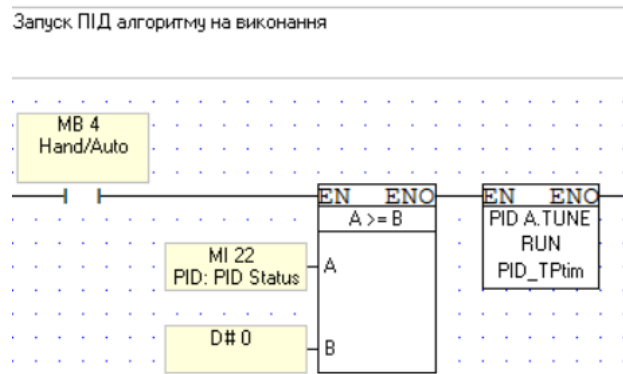 Запуск ПІД алгоритму на виконання
MB 4
Hand/Auto
EN ENO
A >= B
EN ENO
PID A.TUNE
RUN
PID_TPtim
MI 22
PID: PID Status
A
D# 0
B